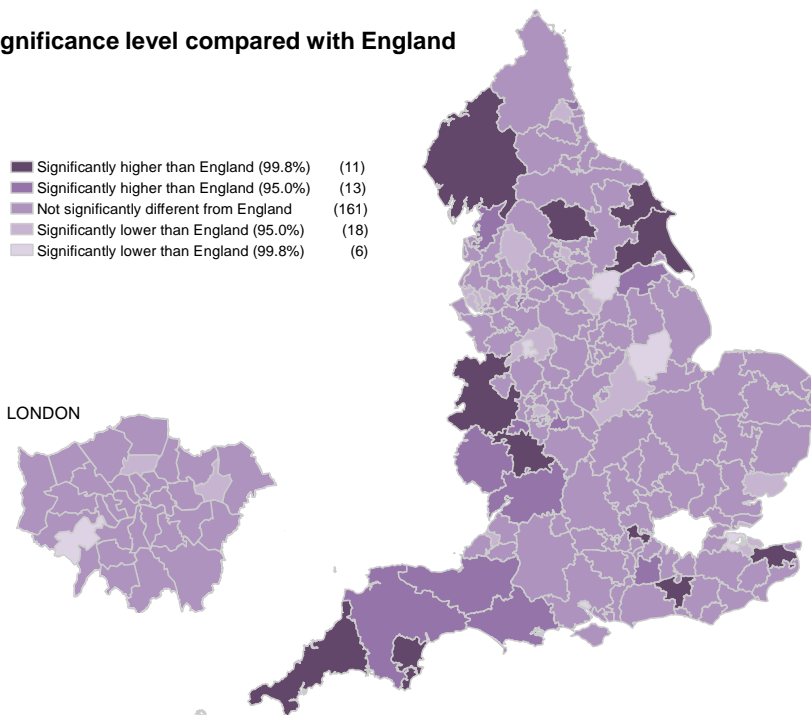 gnificance level compared with England
Significantly higher than England (99.8%) (11)
Significantly higher than England (95.0%) (13)
Not significantly different from England (161)
Significantly lower than England (95.0%) (18)
Significantly lower than England (99.8%) (6)
LONDON